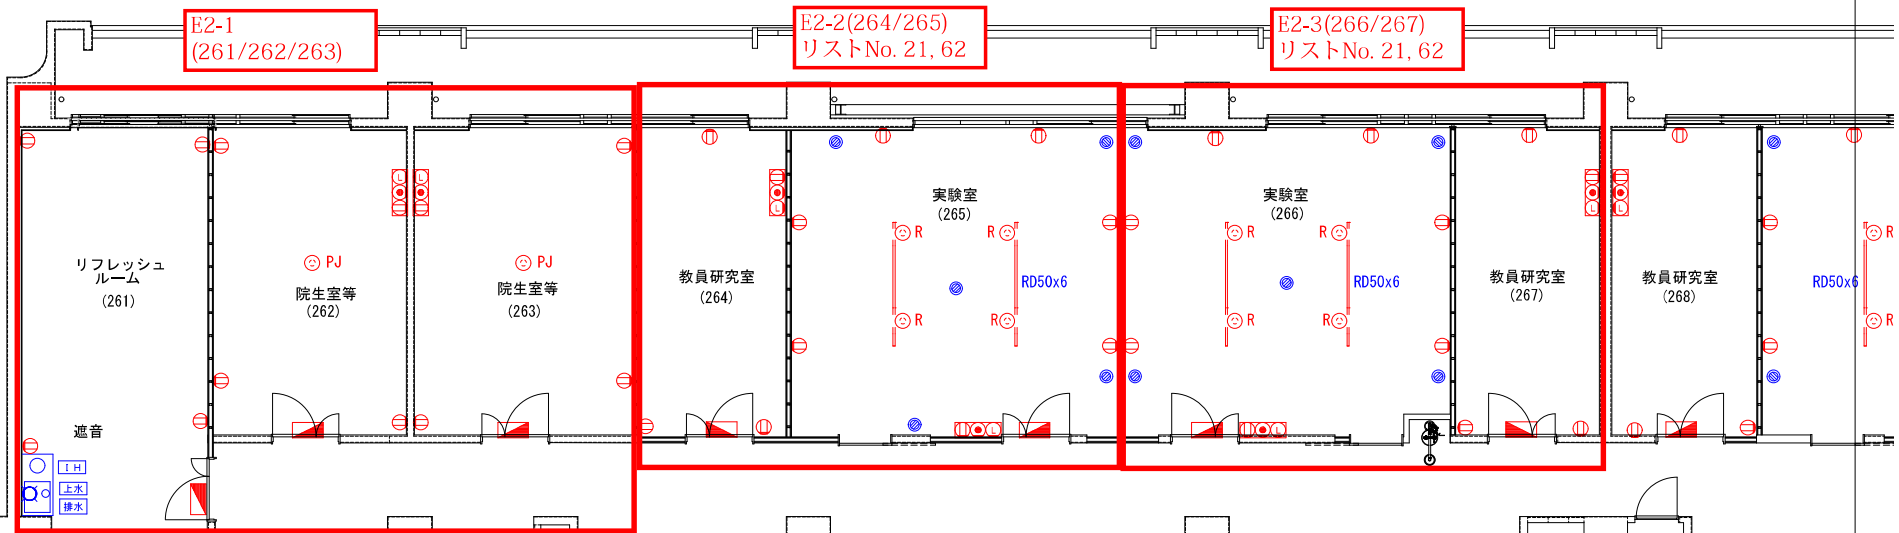 E2-1
(261/262/263)
E2-2(264/265)
リストNo. 21, 62
E2-3(266/267)
リストNo. 21, 62
リフレッシュ
ルーム
(261)
遮音
IH
上水
排水
PJ
院生室等
(262)
L
L
PJ
院生室等
(263)
教員研究室
(264)
L
実験室
(265)
R
R
R
R
RD50x6
L
実験室
(266)
R
R
R
R
RD50x6
L
教員研究室
(267)
L
L
教員研究室
(268)
R
RD50x6
R